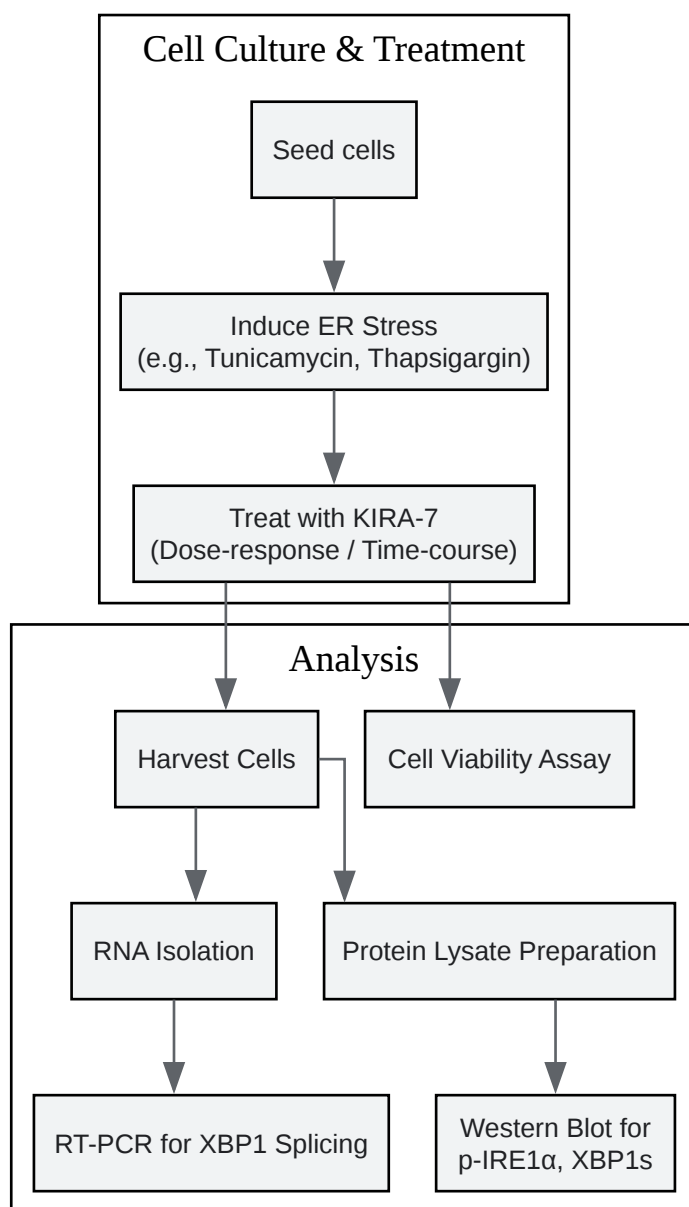 Cell Culture & Treatment
Seed cells
Induce ER Stress
(e.g., Tunicamycin, Thapsigargin)
Treat with KIRA-7
(Dose-response / Time-course)
Analysis
Harvest Cells
Cell Viability Assay
RNA Isolation
Protein Lysate Preparation
RT-PCR for XBP1 Splicing
Western Blot for
p-IRE1α, XBP1s